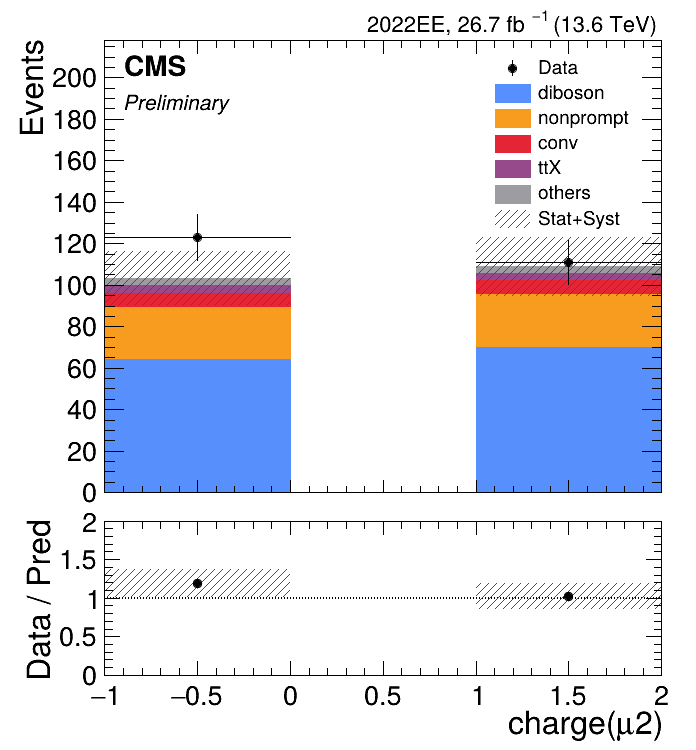 2022EE, 26.7 fb⁻¹ (13.6 TeV)
CMS
Preliminary
Events
200
180
160
140
120
100
80
60
40
20
0
Data
diboson
nonprompt
conv
ttX
others
Stat+Syst
Data / Pred
2
1.5
1
0.5
0
−1 −0.5 0 0.5 1 1.5 2
charge(μ2)